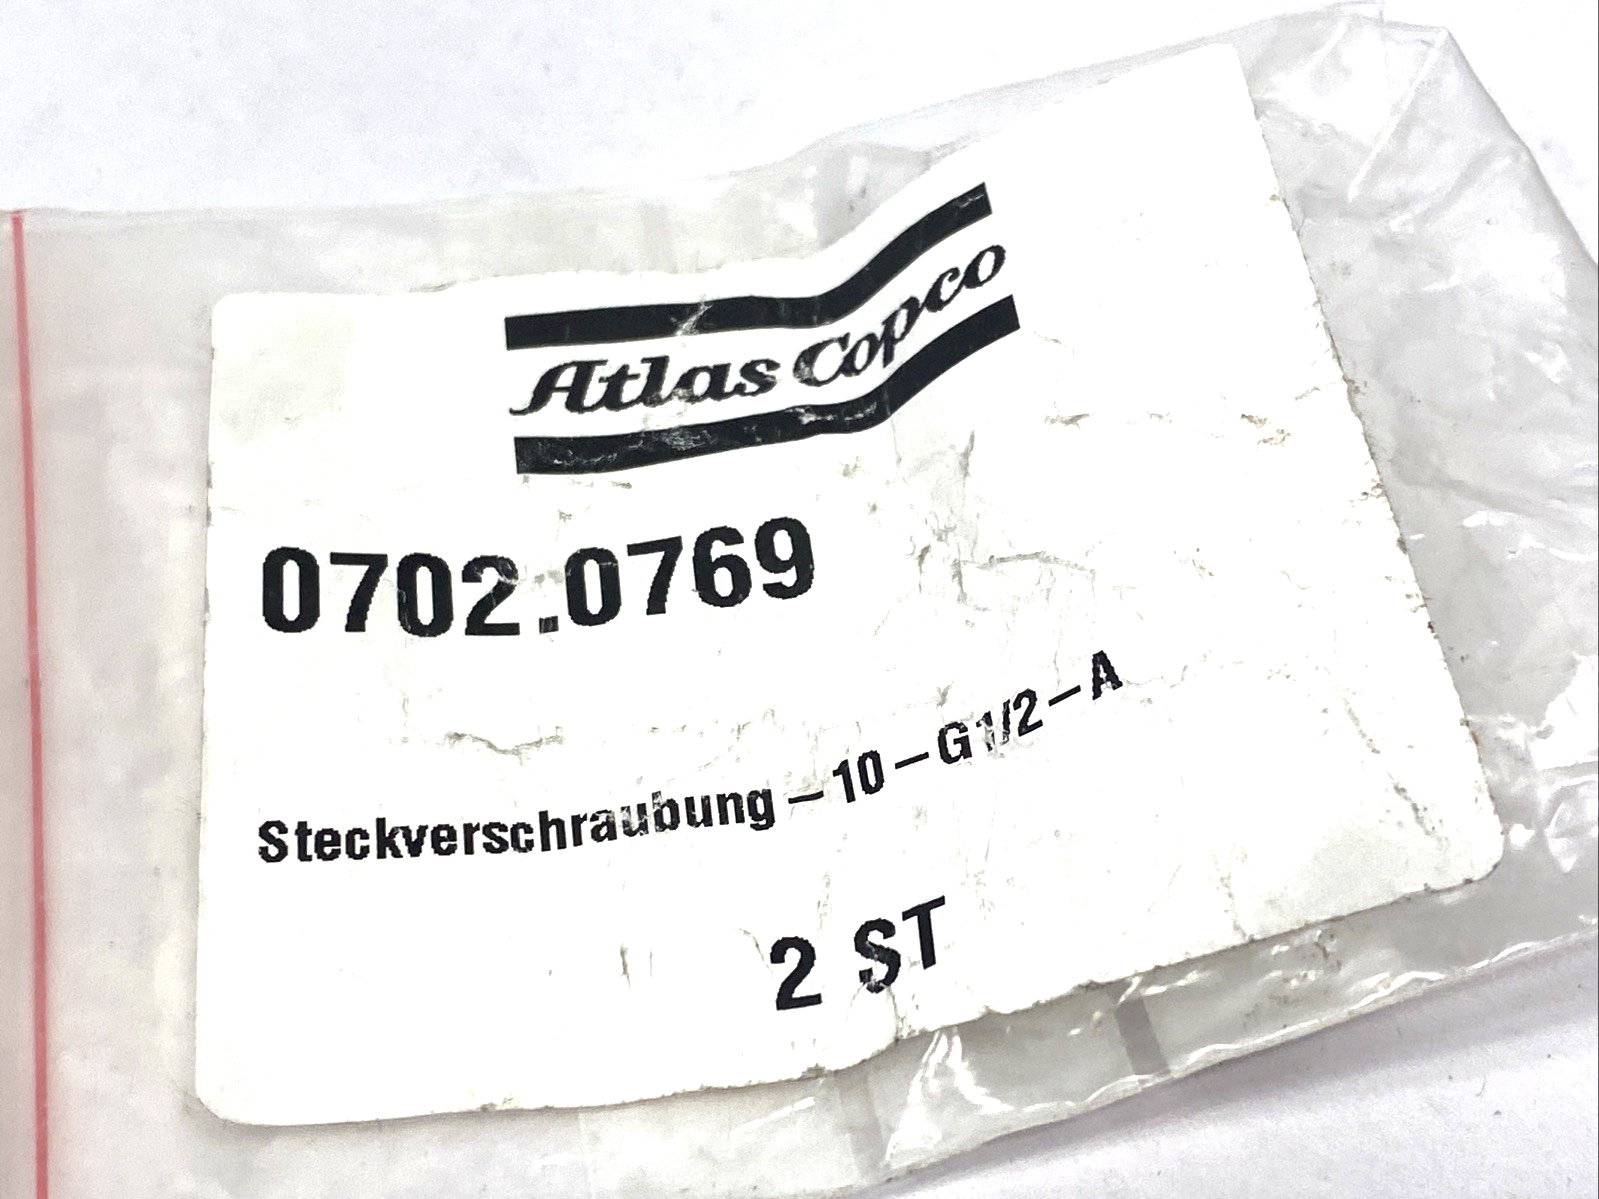 Atlas Copco
0702.0769
Steckverschraubung-10-G1/2-A
2 ST